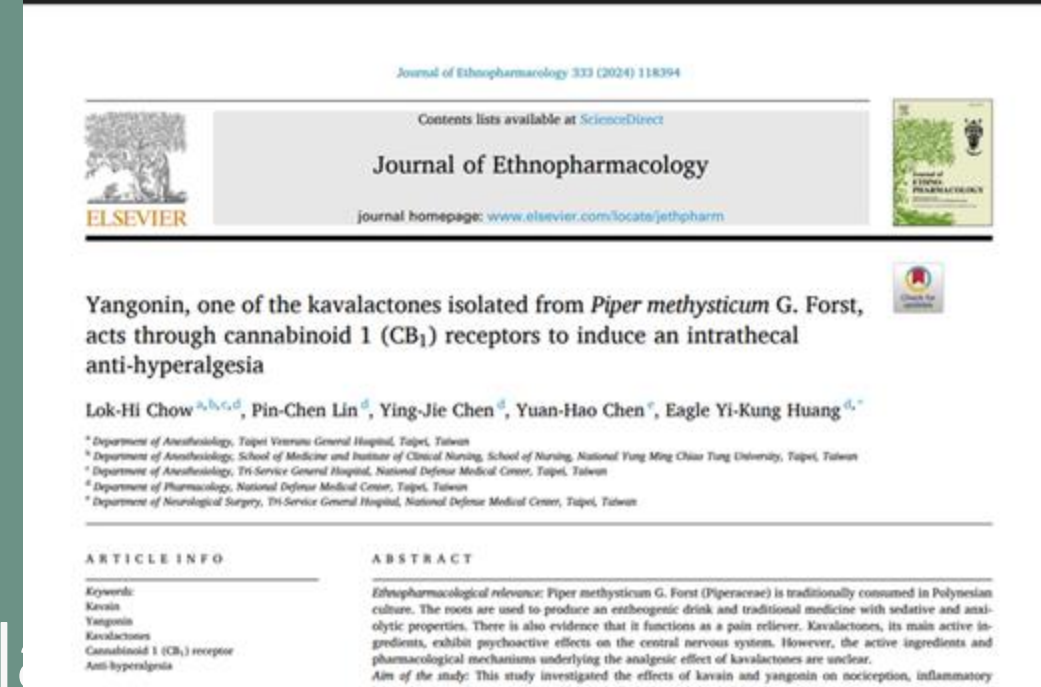 Journal of Ethnopharmacology 333 (2024) 118394
Contents lists available at ScienceDirect
Journal of Ethnopharmacology
journal homepage: www.elsevier.com/locate/jethpharm
ELSEVIER
Journal of
ETHNO-
PHARMACOLOGY
Check for
updates
Yangonin, one of the kavalactones isolated from Piper methysticum G. Forst,
acts through cannabinoid 1 (CB₁) receptors to induce an intrathecal
anti-hyperalgesia
Lok-Hi Chow a,b,c,d, Pin-Chen Lin d, Ying-Jie Chen d, Yuan-Hao Chen e, Eagle Yi-Kung Huang d,*
a Department of Anesthesiology, Taipei Veterans General Hospital, Taipei, Taiwan
b Department of Anesthesiology, School of Medicine and Institute of Clinical Nursing, School of Nursing, National Yang Ming Chiao Tung University, Taipei, Taiwan
c Department of Anesthesiology, Tri-Service General Hospital, National Defense Medical Center, Taipei, Taiwan
d Department of Pharmacology, National Defense Medical Center, Taipei, Taiwan
e Department of Neurological Surgery, Tri-Service General Hospital, National Defense Medical Center, Taipei, Taiwan
ARTICLE INFO
Keywords:
Kavain
Yangonin
Kavalactones
Cannabinoid 1 (CB₁) receptor
Anti-hyperalgesia
ABSTRACT
Ethnopharmacological relevance: Piper methysticum G. Forst (Piperaceae) is traditionally consumed in Polynesian
culture. The roots are used to produce an entheogenic drink and traditional medicine with sedative and anxi-
olytic properties. There is also evidence that it functions as a pain reliever. Kavalactones, its main active in-
gredients, exhibit psychoactive effects on the central nervous system. However, the active ingredients and
pharmacological mechanisms underlying the analgesic effect of kavalactones are unclear.
Aim of the study: This study investigated the effects of kavain and yangonin on nociception, inflammatory